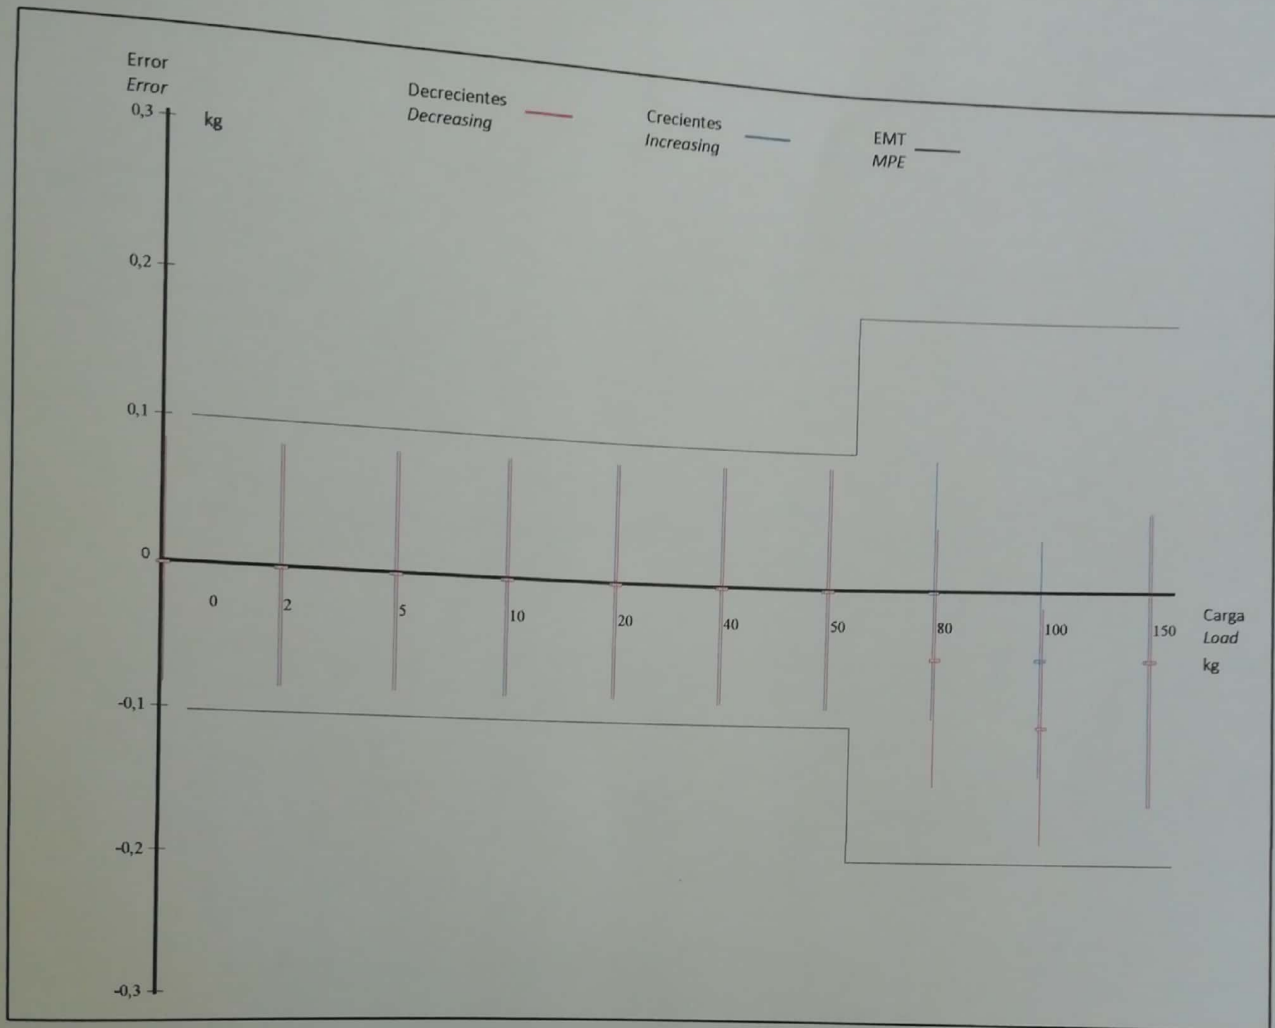 Error
Error
0,3
kg
Decrecientes
Decreasing
Crecientes
Increasing
EMT
MPE
0,2
0,1
0
0 2 5 10 20 40 50 80 100 150
Carga
Load
kg
-0,1
-0,2
-0,3